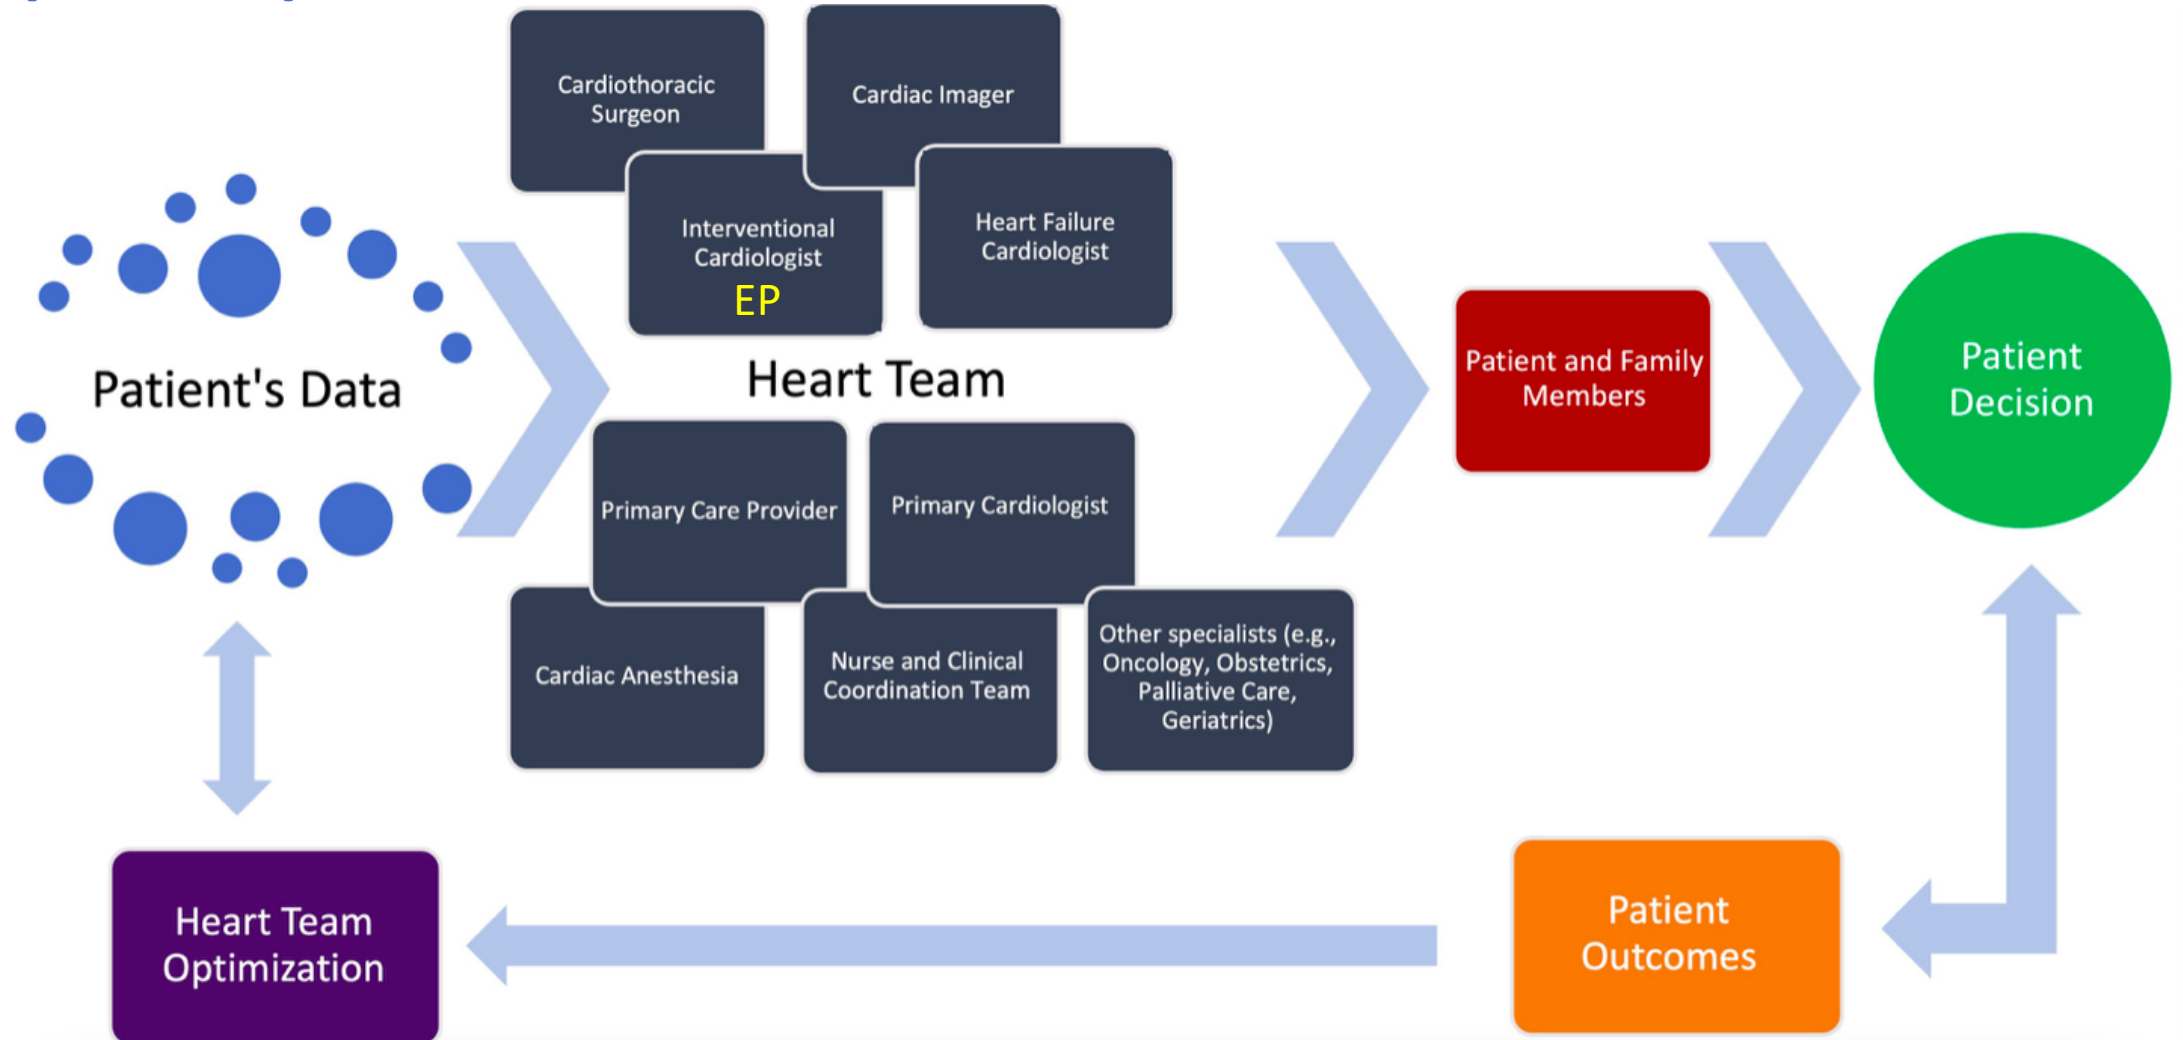 Cardiothoracic
Surgeon
Cardiac Imager
Interventional
Cardiologist
EP
Heart Failure
Cardiologist
Patient's Data
Heart Team
Patient and Family
Members
Patient
Decision
Primary Care Provider
Primary Cardiologist
Cardiac Anesthesia
Nurse and Clinical
Coordination Team
Other specialists (e.g.,
Oncology, Obstetrics,
Palliative Care,
Geriatrics)
Heart Team
Optimization
Patient
Outcomes